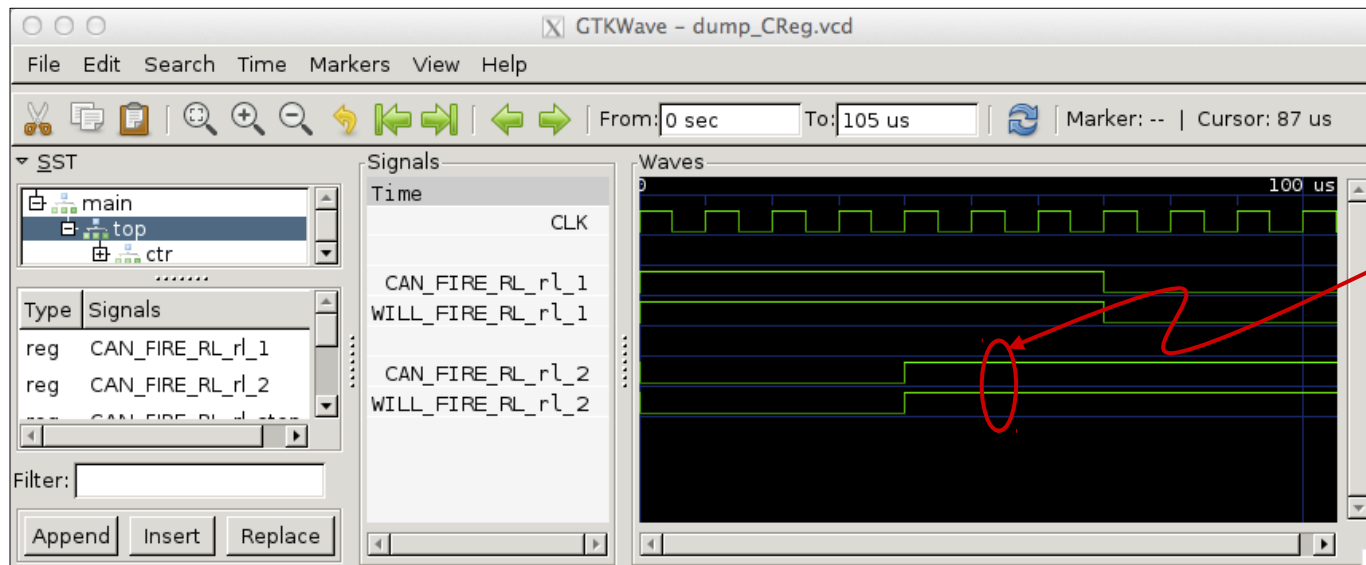 GTKWave – dump_CReg.vcd
File Edit Search Time Markers View Help
From: 0 sec To: 105 us Marker: -- | Cursor: 87 us
SST
main
top
ctr
Type Signals
reg CAN_FIRE_RL_rl_1
reg CAN_FIRE_RL_rl_2
Filter:
Append Insert Replace
Signals
Time
CLK
CAN_FIRE_RL_rl_1
WILL_FIRE_RL_rl_1
CAN_FIRE_RL_rl_2
WILL_FIRE_RL_rl_2
Waves
0 100 us